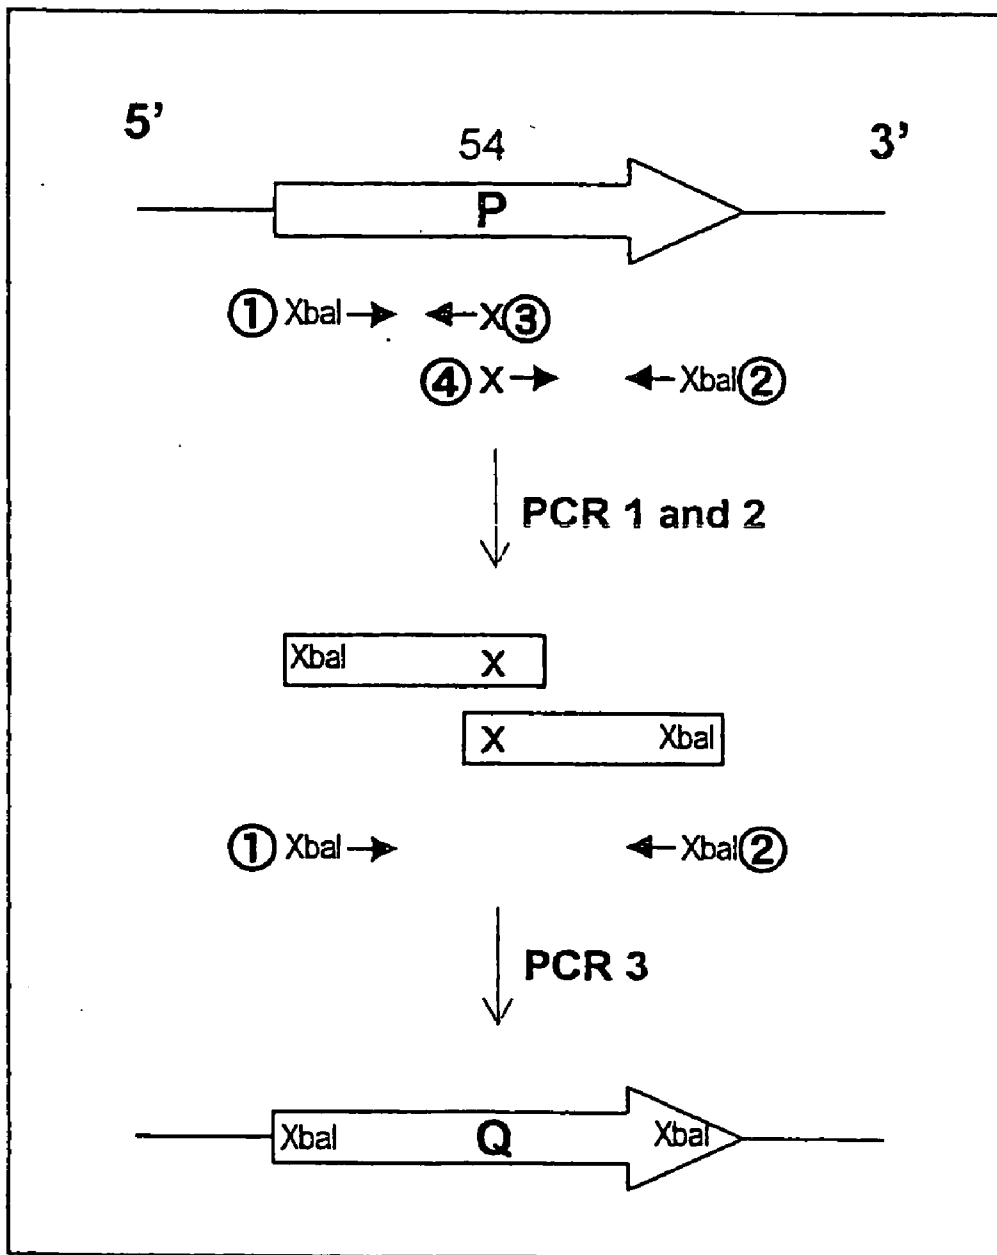 5' 54 3'
P
① XbaI X③
④ X XbaI②
PCR 1 and 2
XbaI X
X XbaI
① XbaI XbaI②
PCR 3
XbaI Q XbaI